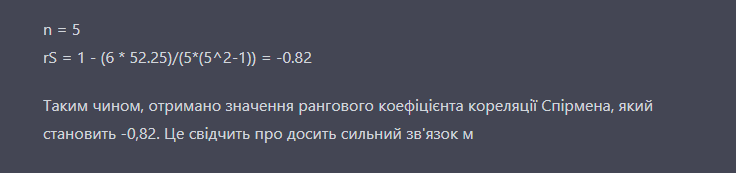 n = 5
rS = 1 - (6 * 52.25)/(5*(5^2-1)) = -0.82
Таким чином, отримано значення рангового коефіцієнта кореляції Спірмена, який
становить -0,82. Це свідчить про досить сильний зв'язок м